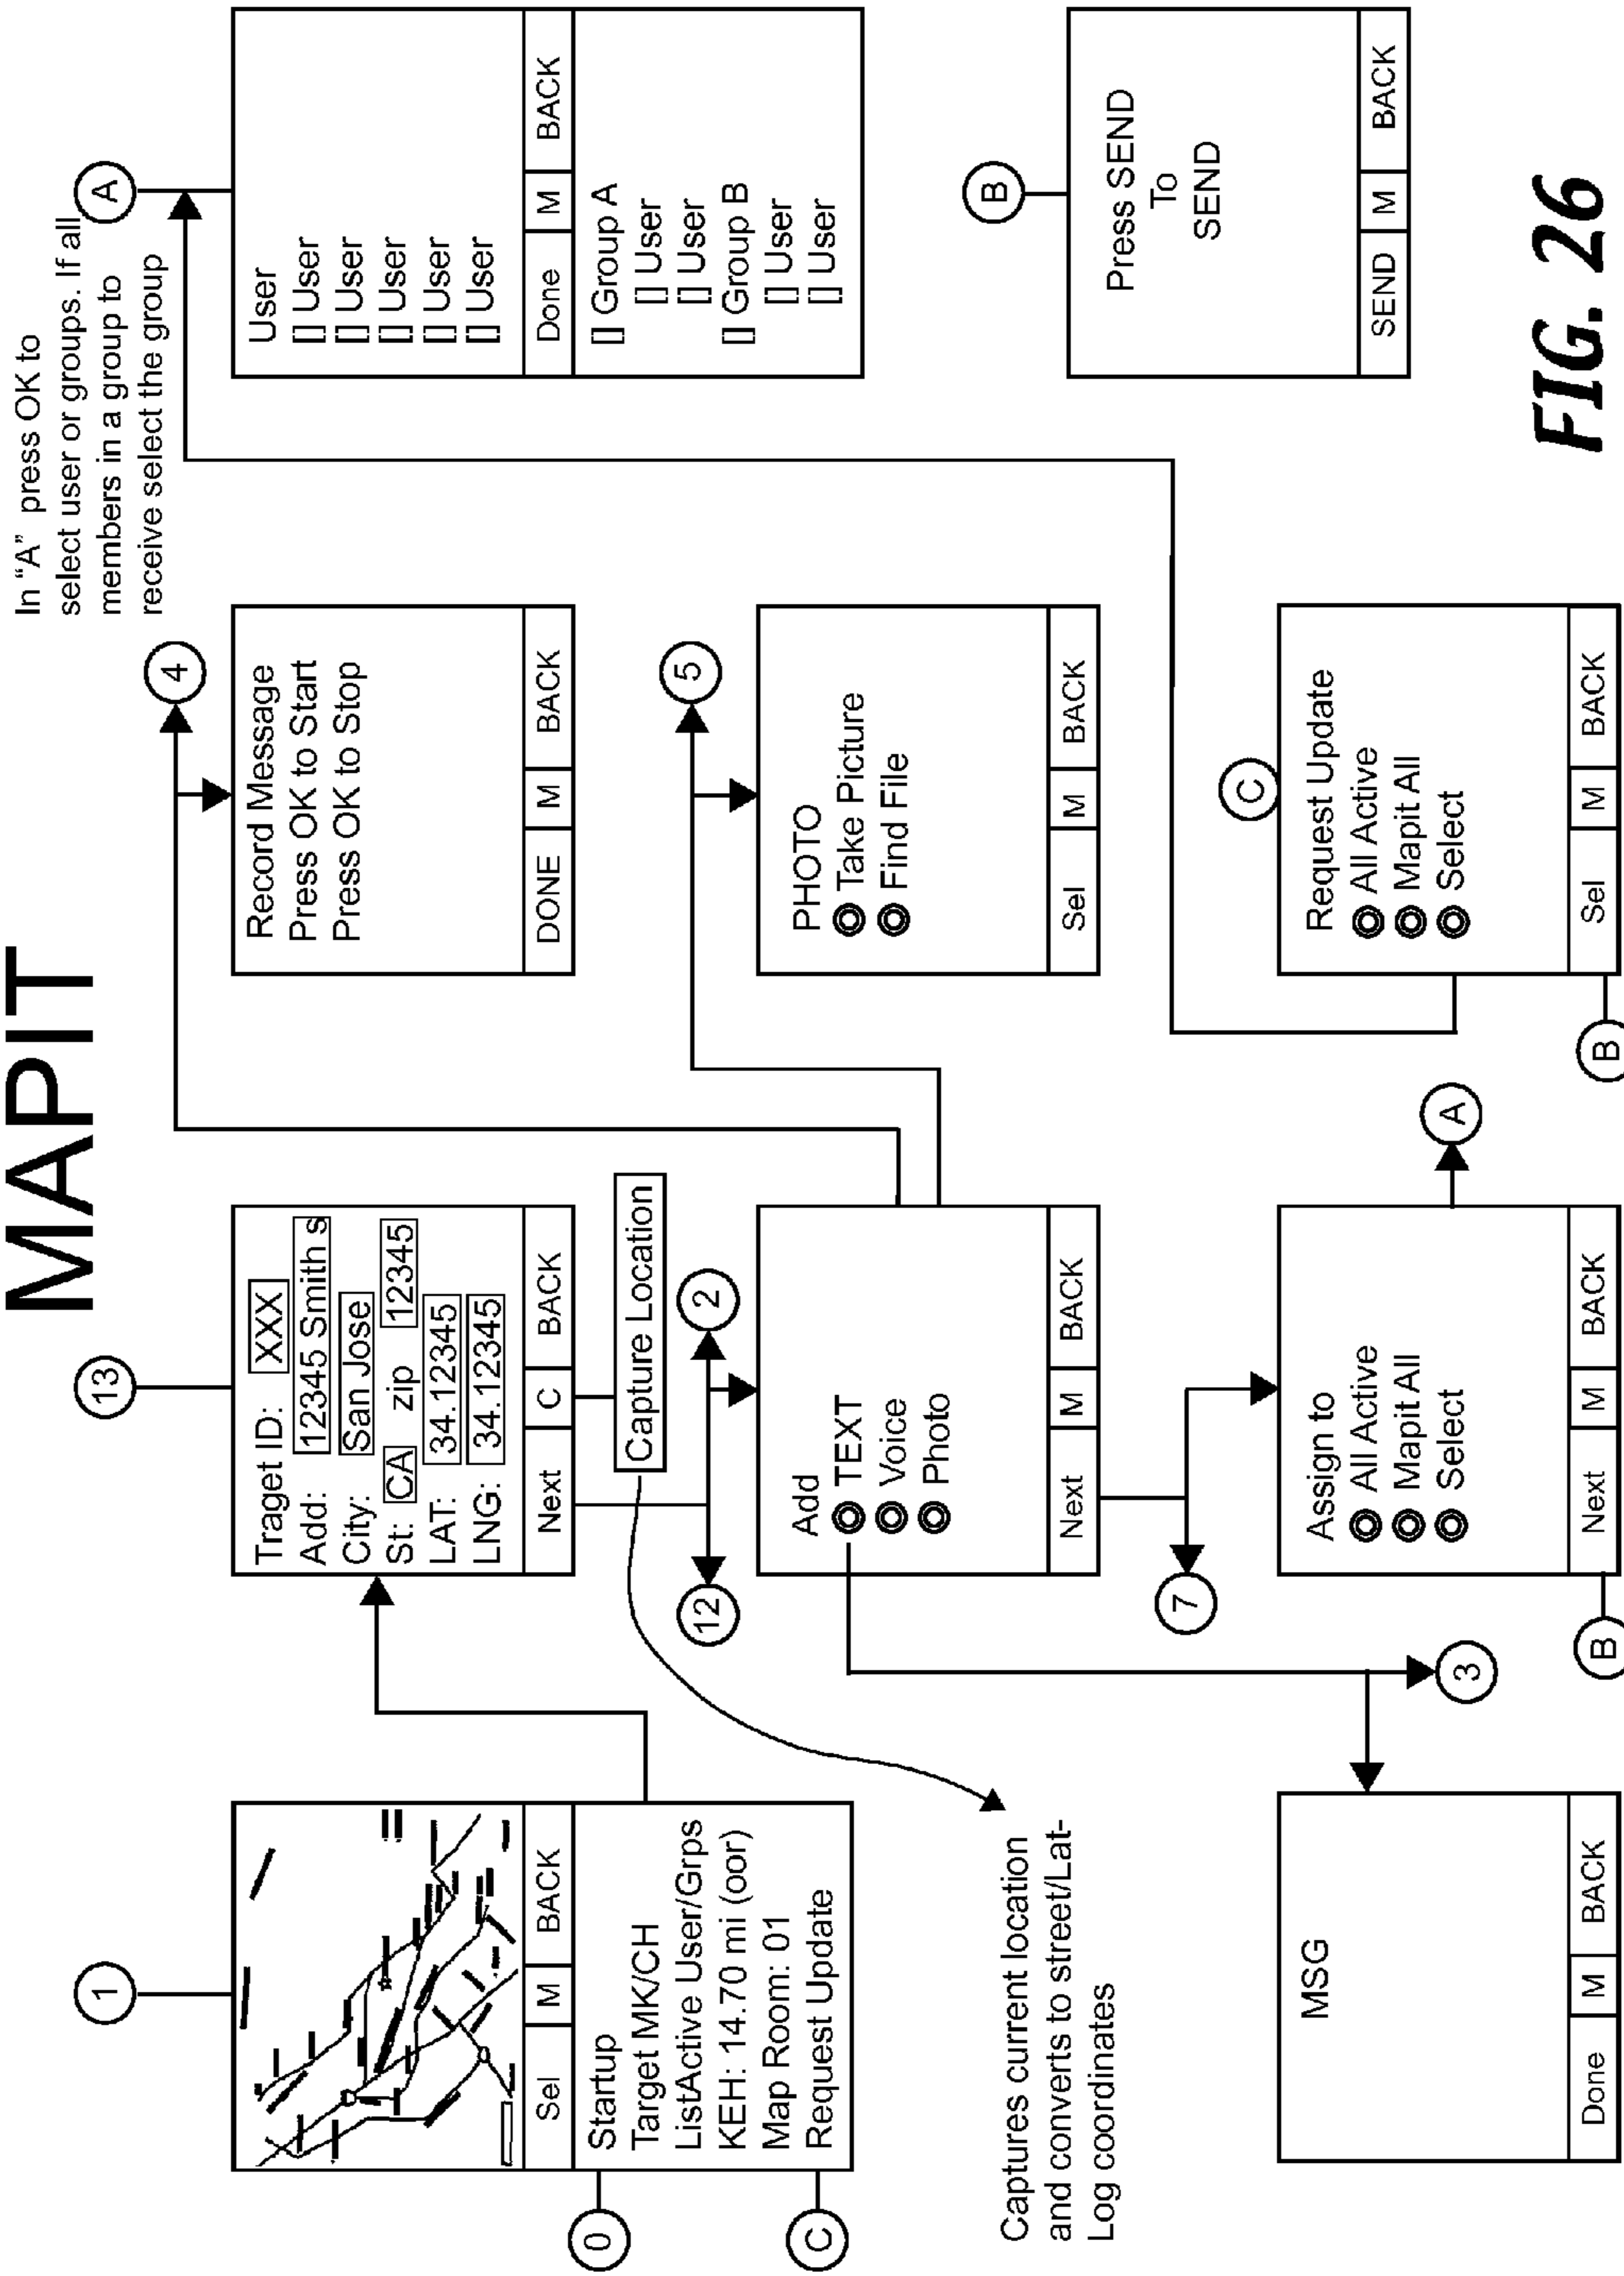 MAPIT
1
Sel M BACK
Startup
Target MK/CH
ListActive User/Grps
KEH: 14.70 mi (oor)
Map Room: 01
Request Update
0
C
Captures current location
and converts to street/Lat-
Log coordinates
MSG
Done M BACK
13
Traget ID: XXX
Add: 12345 Smith s
City: San Jose
St: CA zip 12345
LAT: 34.12345
LNG: 34.12345
Next C BACK
Capture Location
12
2
Add
TEXT
Voice
Photo
Next M BACK
7
3
Assign to
All Active
Mapit All
Select
Next M BACK
B
A
4
Record Message
Press OK to Start
Press OK to Stop
DONE M BACK
5
PHOTO
Take Picture
Find File
Sel M BACK
C
Request Update
All Active
Mapit All
Select
Sel M BACK
B
In “A” press OK to
select user or groups. If all
members in a group to
receive select the group
A
User
[] User
[] User
[] User
[] User
[] User
Done M BACK
[] Group A
[] User
[] User
[] Group B
[] User
[] User
B
Press SEND
To
SEND
SEND M BACK
FIG. 26